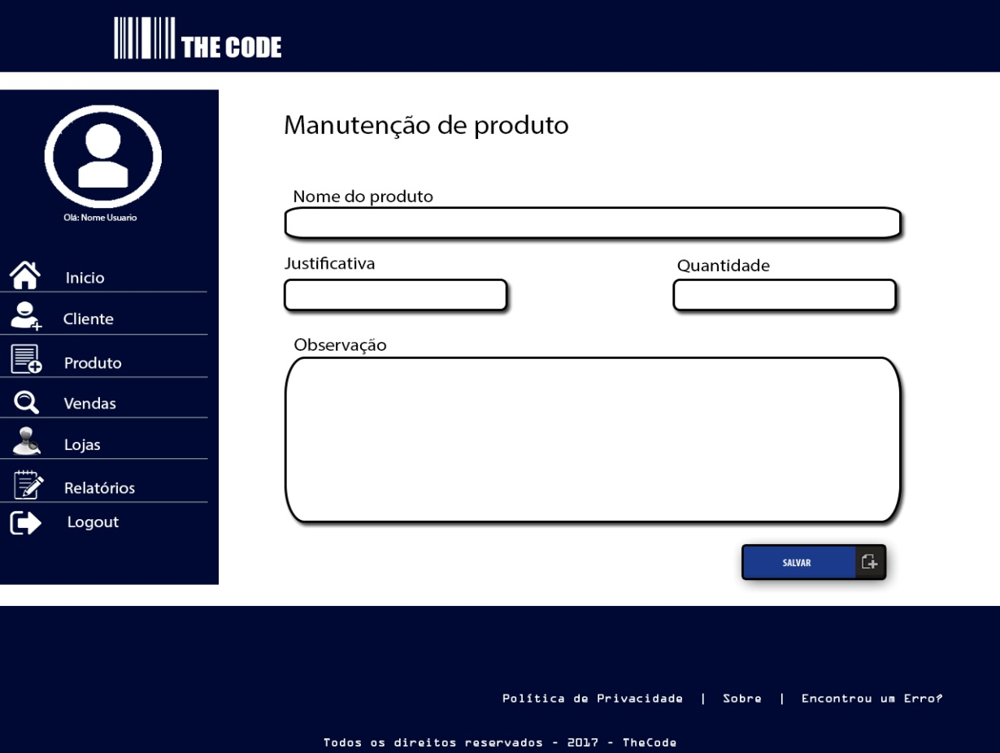 THE CODE
Olá: Nome Usuario
Inicio
Cliente
Produto
Vendas
Lojas
Relatórios
Logout
Manutenção de produto
Nome do produto
Justificativa
Quantidade
Observação
SALVAR
Política de Privacidade | Sobre | Encontrou um Erro?
Todos os direitos reservados - 2017 - TheCode